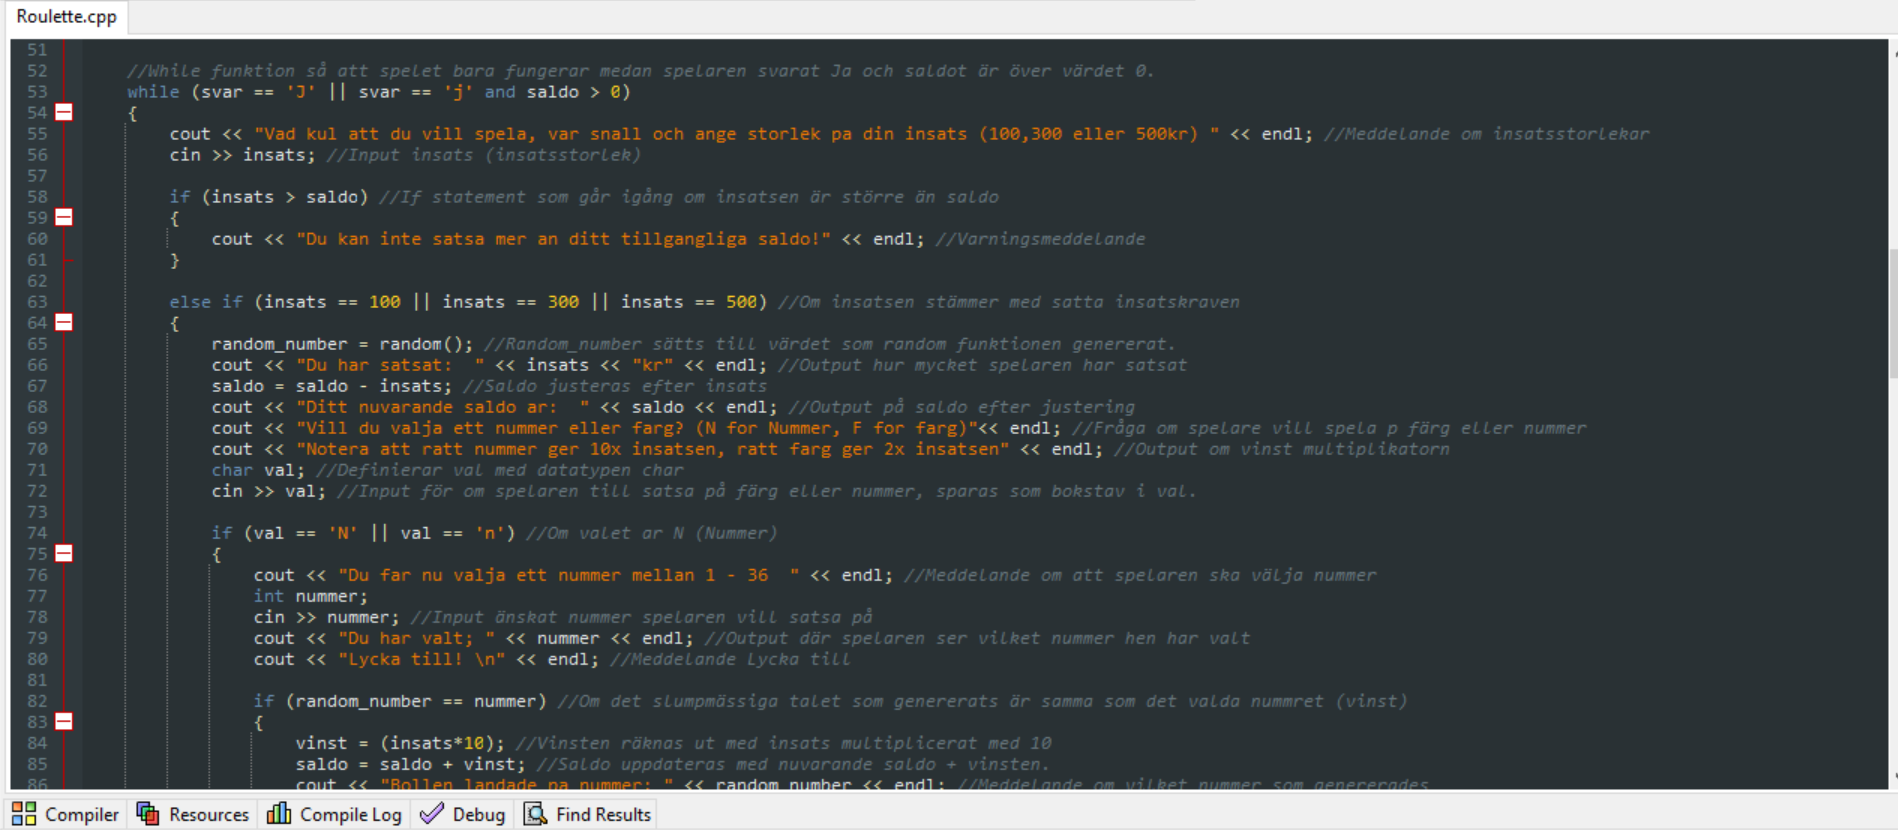 Roulette.cpp
51
52 //While funktion så att spelet bara fungerar medan spelaren svarat Ja och saldot är över värdet 0.
53 while (svar == 'J' || svar == 'j' and saldo > 0)
54 {
55 cout << "Vad kul att du vill spela, var snall och ange storlek pa din insats (100,300 eller 500kr) " << endl; //Meddelande om insatsstorlekar
56 cin >> insats; //Input insats (insatsstorlek)
57
58 if (insats > saldo) //If statement som går igång om insatsen är större än saldo
59 {
60 cout << "Du kan inte satsa mer an ditt tillgangliga saldo!" << endl; //Varningsmeddelande
61 }
62
63 else if (insats == 100 || insats == 300 || insats == 500) //Om insatsen stämmer med satta insatskraven
64 {
65 random_number = random(); //Random_number sätts till värdet som random funktionen genererat.
66 cout << "Du har satsat:  " << insats << "kr" << endl; //Output hur mycket spelaren har satsat
67 saldo = saldo - insats; //Saldo justeras efter insats
68 cout << "Ditt nuvarande saldo ar:  " << saldo << endl; //Output på saldo efter justering
69 cout << "Vill du valja ett nummer eller farg? (N for Nummer, F for farg)"<< endl; //Fråga om spelare vill spela p färg eller nummer
70 cout << "Notera att ratt nummer ger 10x insatsen, ratt farg ger 2x insatsen" << endl; //Output om vinst multiplikatorn
71 char val; //Definierar val med datatypen char
72 cin >> val; //Input för om spelaren till satsa på färg eller nummer, sparas som bokstav i val.
73
74 if (val == 'N' || val == 'n') //Om valet ar N (Nummer)
75 {
76 cout << "Du far nu valja ett nummer mellan 1 - 36  " << endl; //Meddelande om att spelaren ska välja nummer
77 int nummer;
78 cin >> nummer; //Input änskat nummer spelaren vill satsa på
79 cout << "Du har valt; " << nummer << endl; //Output där spelaren ser vilket nummer hen har valt
80 cout << "Lycka till! \n" << endl; //Meddelande Lycka till
81
82 if (random_number == nummer) //Om det slumpmässiga talet som genererats är samma som det valda nummret (vinst)
83 {
84 vinst = (insats*10); //Vinsten räknas ut med insats multiplicerat med 10
85 saldo = saldo + vinst; //Saldo uppdateras med nuvarande saldo + vinsten.
86 cout << "Bollen landade pa nummer: " << random_number << endl; //Meddelande om vilket nummer som genererades
Compiler Resources Compile Log Debug Find Results